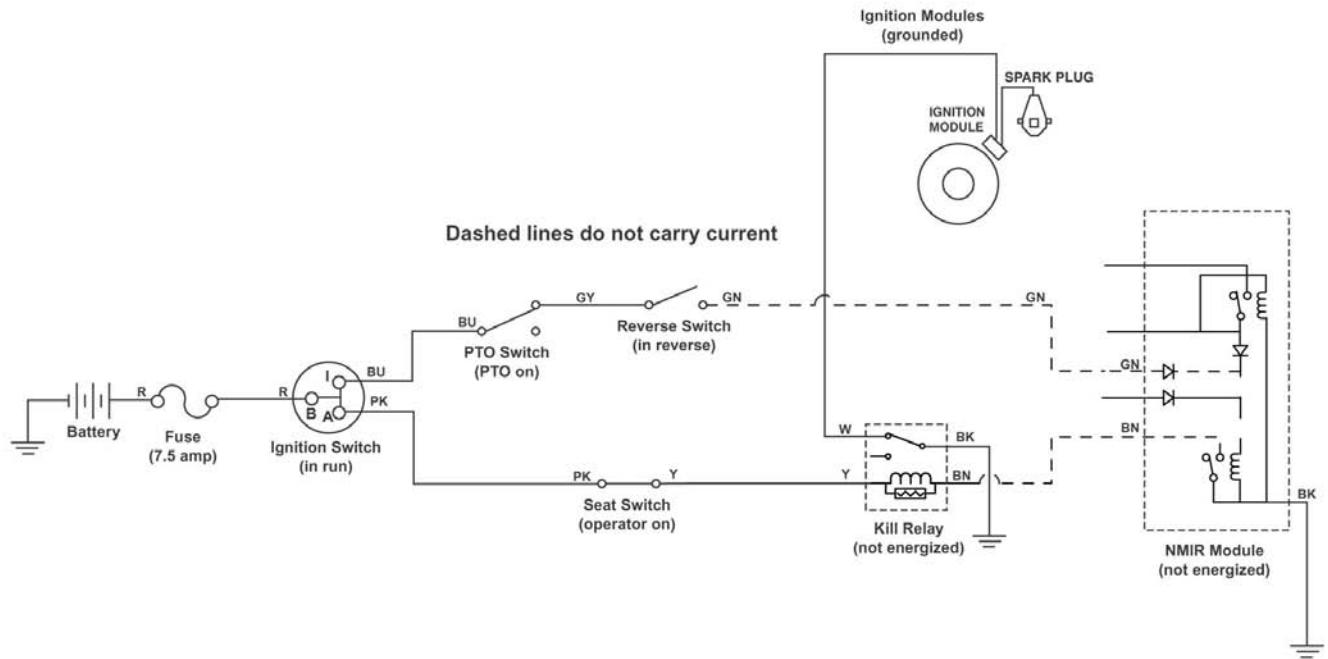 Ignition Modules
(grounded)
SPARK PLUG
IGNITION
MODULE
Dashed lines do not carry current
GY
GN
GN
BU
Reverse Switch
(in reverse)
PTO Switch
(PTO on)
GN
I
BU
R
R
B
A
PK
Battery
Fuse
(7.5 amp)
Ignition Switch
(in run)
W
BK
BN
PK
Y
Y
BN
Seat Switch
(operator on)
Kill Relay
(not energized)
BK
NMIR Module
(not energized)